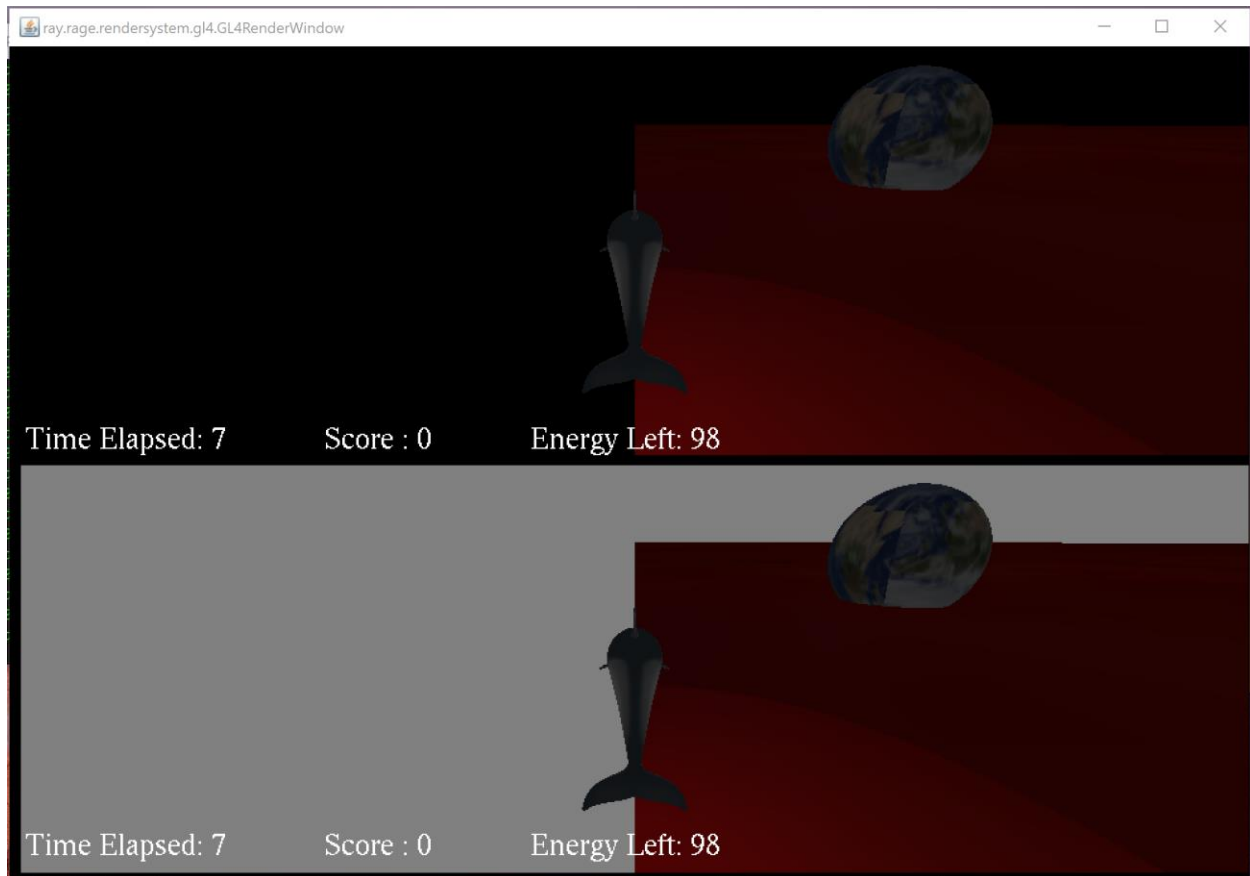 ray.rage.rendersystem.gl4.GL4RenderWindow
Time Elapsed: 7 Score : 0 Energy Left: 98
Time Elapsed: 7 Score : 0 Energy Left: 98